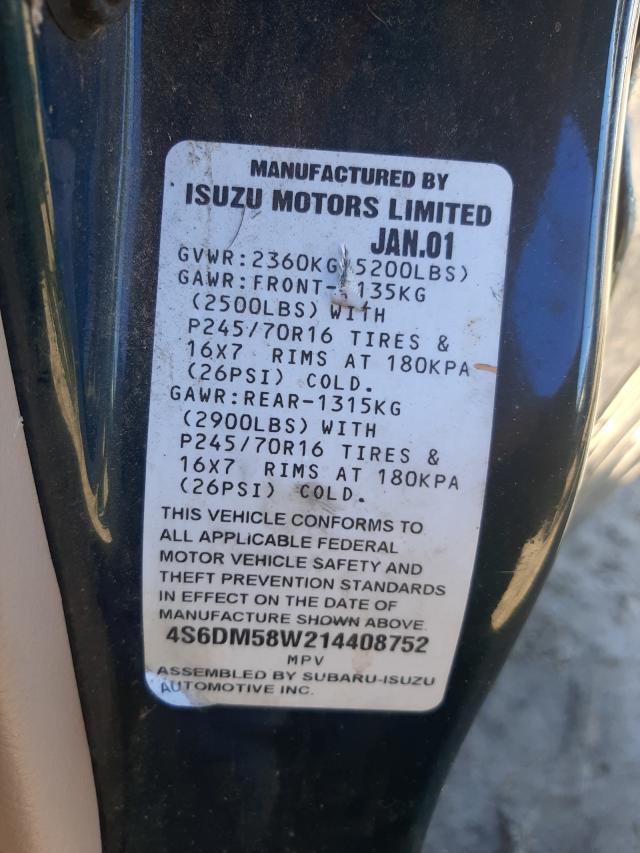 MANUFACTURED BY
ISUZU MOTORS LIMITED
JAN.01
GVWR:2360KG(5200LBS)
GAWR:FRONT-1135KG
(2500LBS) WITH
P245/70R16 TIRES &
16X7 RIMS AT 180KPA
(26PSI) COLD.
GAWR:REAR-1315KG
(2900LBS) WITH
P245/70R16 TIRES &
16X7 RIMS AT 180KPA
(26PSI) COLD.
THIS VEHICLE CONFORMS TO
ALL APPLICABLE FEDERAL
MOTOR VEHICLE SAFETY AND
THEFT PREVENTION STANDARDS
IN EFFECT ON THE DATE OF
MANUFACTURE SHOWN ABOVE.
4S6DM58W214408752
MPV
ASSEMBLED BY SUBARU-ISUZU
AUTOMOTIVE INC.